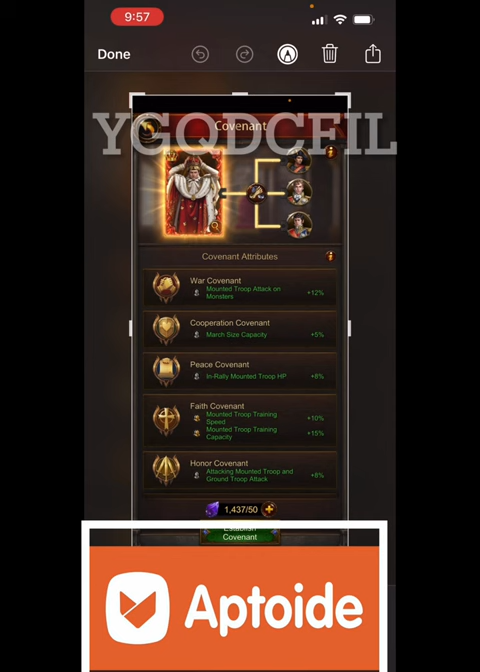 9:57
Done
Covenant
YGQDCFIL
Covenant Attributes
War Covenant
Mounted Troop Attack on
Monsters
+12%
Cooperation Covenant
March Size Capacity
+5%
Peace Covenant
In-Rally Mounted Troop HP
+8%
Faith Covenant
Mounted Troop Training
Speed
+10%
Mounted Troop Training
Capacity
+15%
Honor Covenant
Attacking Mounted Troop and
Ground Troop Attack
+8%
1,437/50
Establish
Covenant
Aptoide